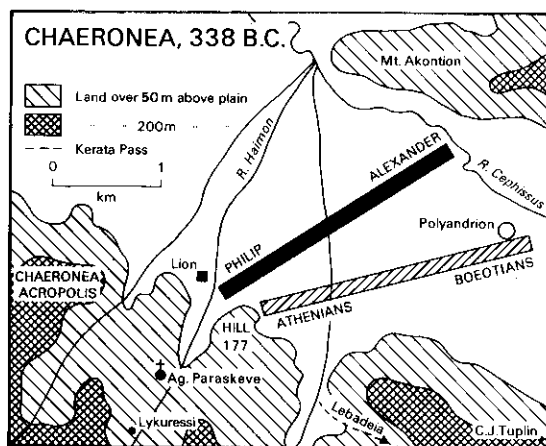 CHAERONEA, 338 B.C.
Land over 50 m above plain
·· ·· 200m ·· ··
Kerata Pass
0 1
km
Mt. Akontion
R. Haimon
ALEXANDER
R. Cephissus
PHILIP
Polyandrion
Lion
CHAERONEA
ACROPOLIS
BOEOTIANS
ATHENIANS
HILL
177
Ag. Paraskeve
Lykuressi
Lebadeia
C.J.Tuplin